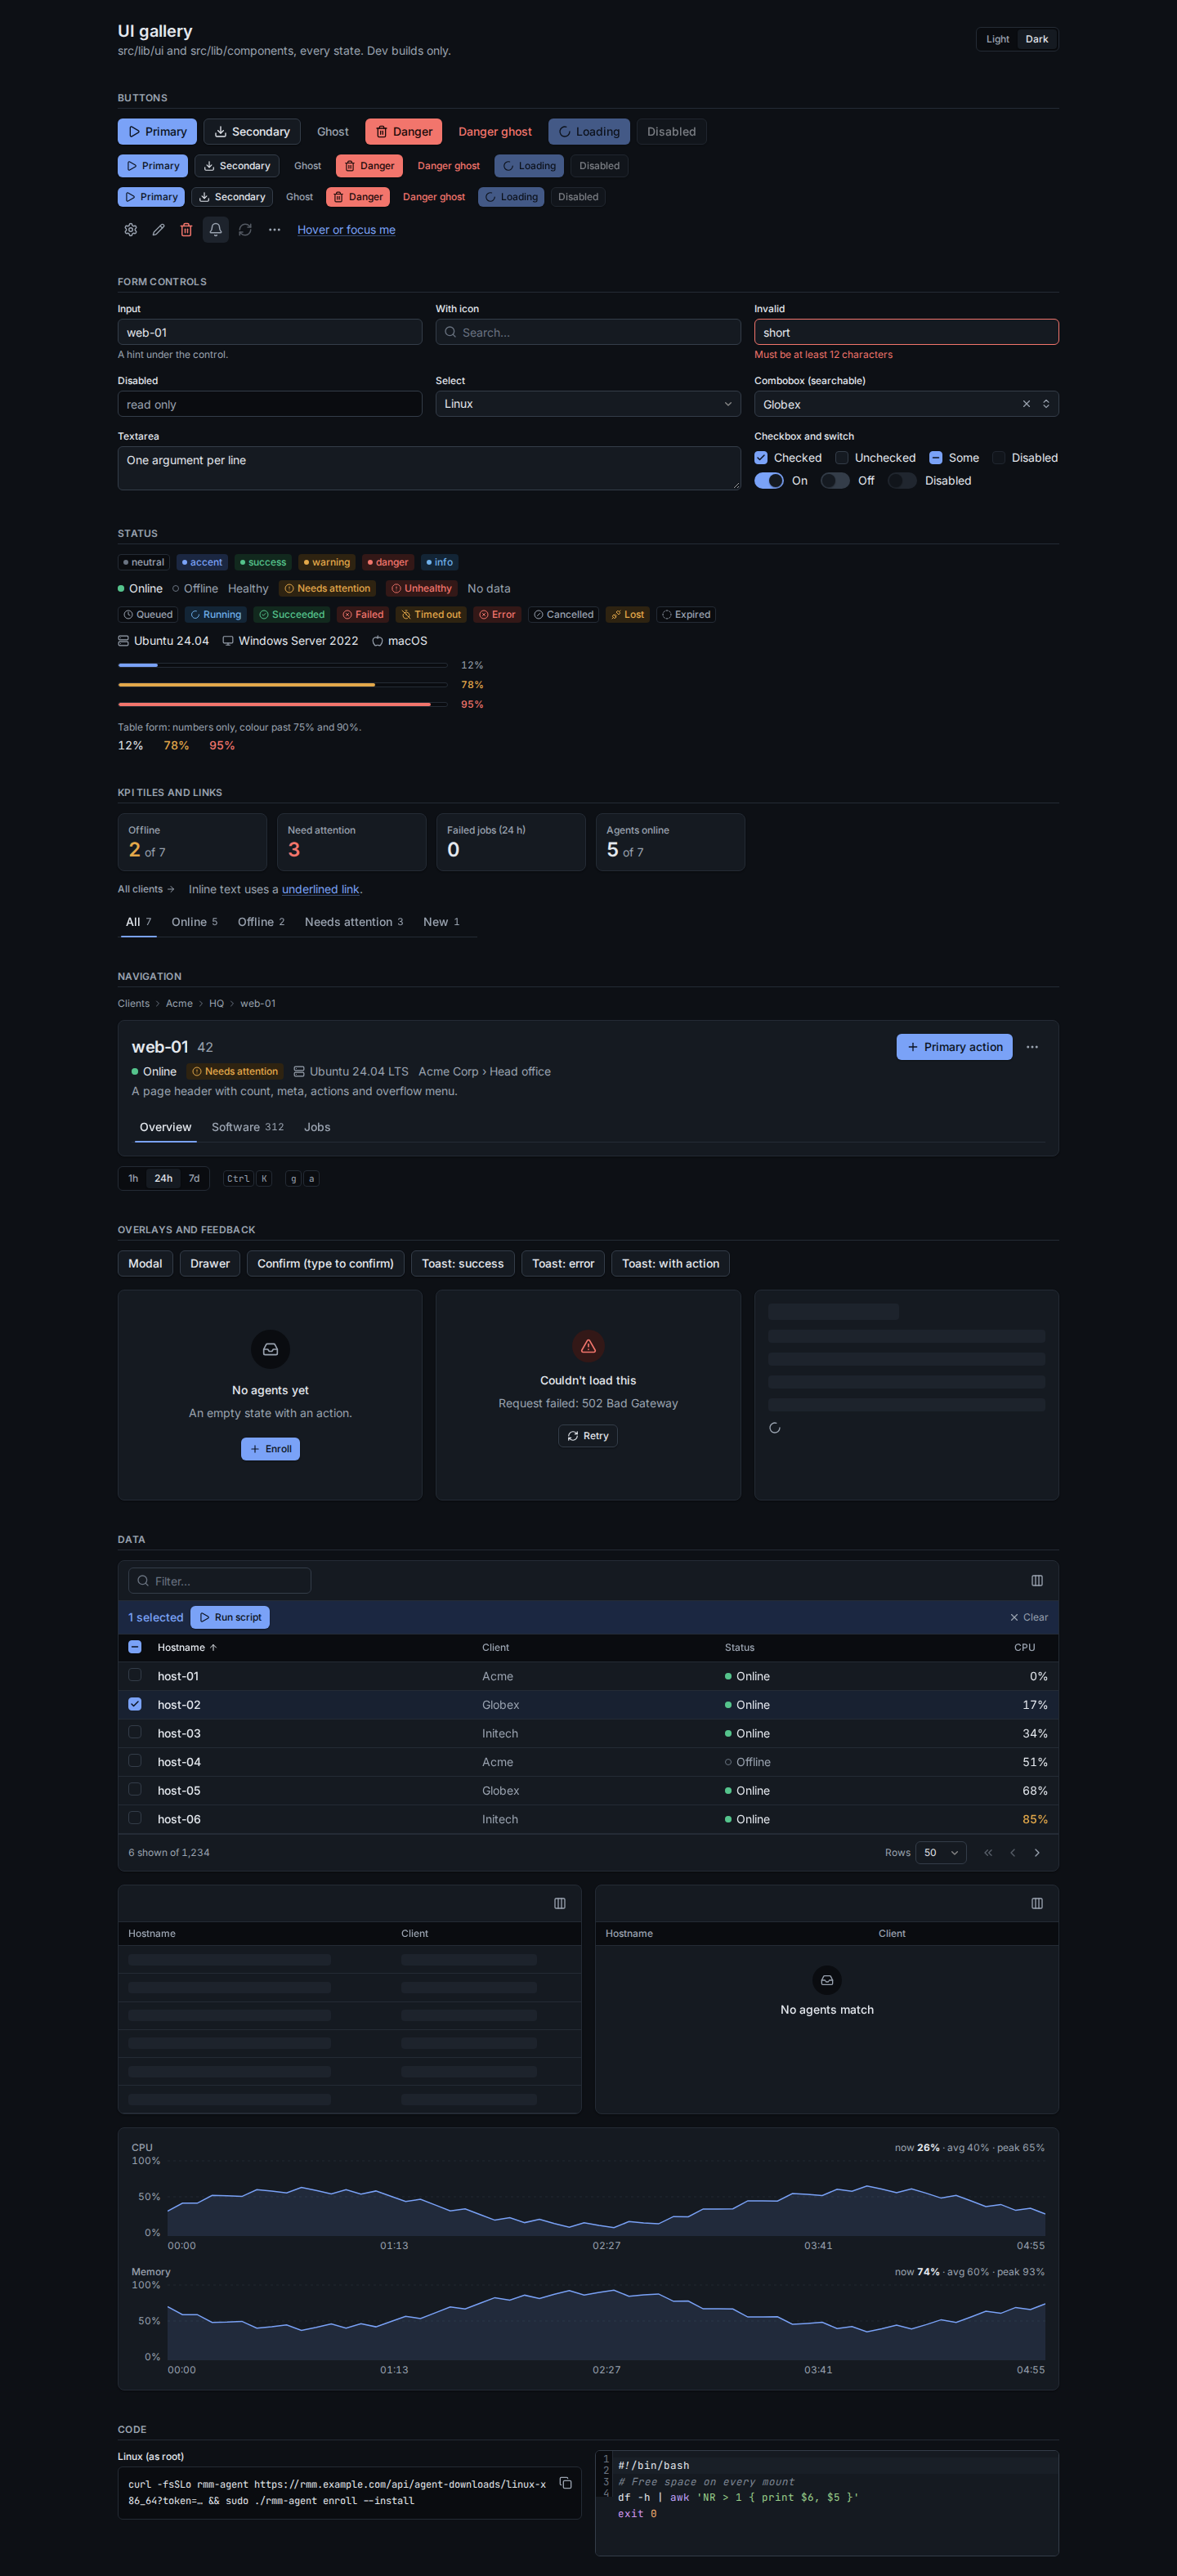 UI gallery
src/lib/ui and src/lib/components, every state. Dev builds only.
Light Dark
BUTTONS
Primary Secondary Ghost Danger Danger ghost Loading Disabled
Primary Secondary Ghost Danger Danger ghost Loading Disabled
Primary Secondary Ghost Danger Danger ghost Loading Disabled
Hover or focus me
FORM CONTROLS
Input With icon Invalid
web-01 Search... short
A hint under the control. Must be at least 12 characters
Disabled Select Combobox (searchable)
read only Linux Globex
Textarea Checkbox and switch
One argument per line Checked Unchecked Some Disabled
On Off Disabled
STATUS
neutral accent success warning danger info
Online Offline Healthy Needs attention Unhealthy No data
Queued Running Succeeded Failed Timed out Error Cancelled Lost Expired
Ubuntu 24.04 Windows Server 2022 macOS
12%
78%
95%
Table form: numbers only, colour past 75% and 90%.
12% 78% 95%
KPI TILES AND LINKS
Offline Need attention Failed jobs (24 h) Agents online
2 of 7 3 0 5 of 7
All clients → Inline text uses a underlined link.
All 7 Online 5 Offline 2 Needs attention 3 New 1
NAVIGATION
Clients › Acme › HQ › web-01
web-01 42 Primary action
Online Needs attention Ubuntu 24.04 LTS Acme Corp › Head office
A page header with count, meta, actions and overflow menu.
Overview Software 312 Jobs
1h 24h 7d Ctrl K g a
OVERLAYS AND FEEDBACK
Modal Drawer Confirm (type to confirm) Toast: success Toast: error Toast: with action
No agents yet
An empty state with an action.
Enroll
Couldn't load this
Request failed: 502 Bad Gateway
Retry
DATA
Filter...
1 selected Run script Clear
Hostname ↑ Client Status CPU
host-01 Acme Online 0%
host-02 Globex Online 17%
host-03 Initech Online 34%
host-04 Acme Offline 51%
host-05 Globex Online 68%
host-06 Initech Online 85%
6 shown of 1,234 Rows 50
Hostname Client
Hostname Client
No agents match
CPU now 26% · avg 40% · peak 65%
100%
50%
0%
00:00 01:13 02:27 03:41 04:55
Memory now 74% · avg 60% · peak 93%
100%
50%
0%
00:00 01:13 02:27 03:41 04:55
CODE
Linux (as root)
curl -fsSLo rmm-agent https://rmm.example.com/api/agent-downloads/linux-x
86_64?token=… && sudo ./rmm-agent enroll --install
1 #!/bin/bash
2 # Free space on every mount
3 df -h | awk 'NR > 1 { print $6, $5 }'
4 exit 0